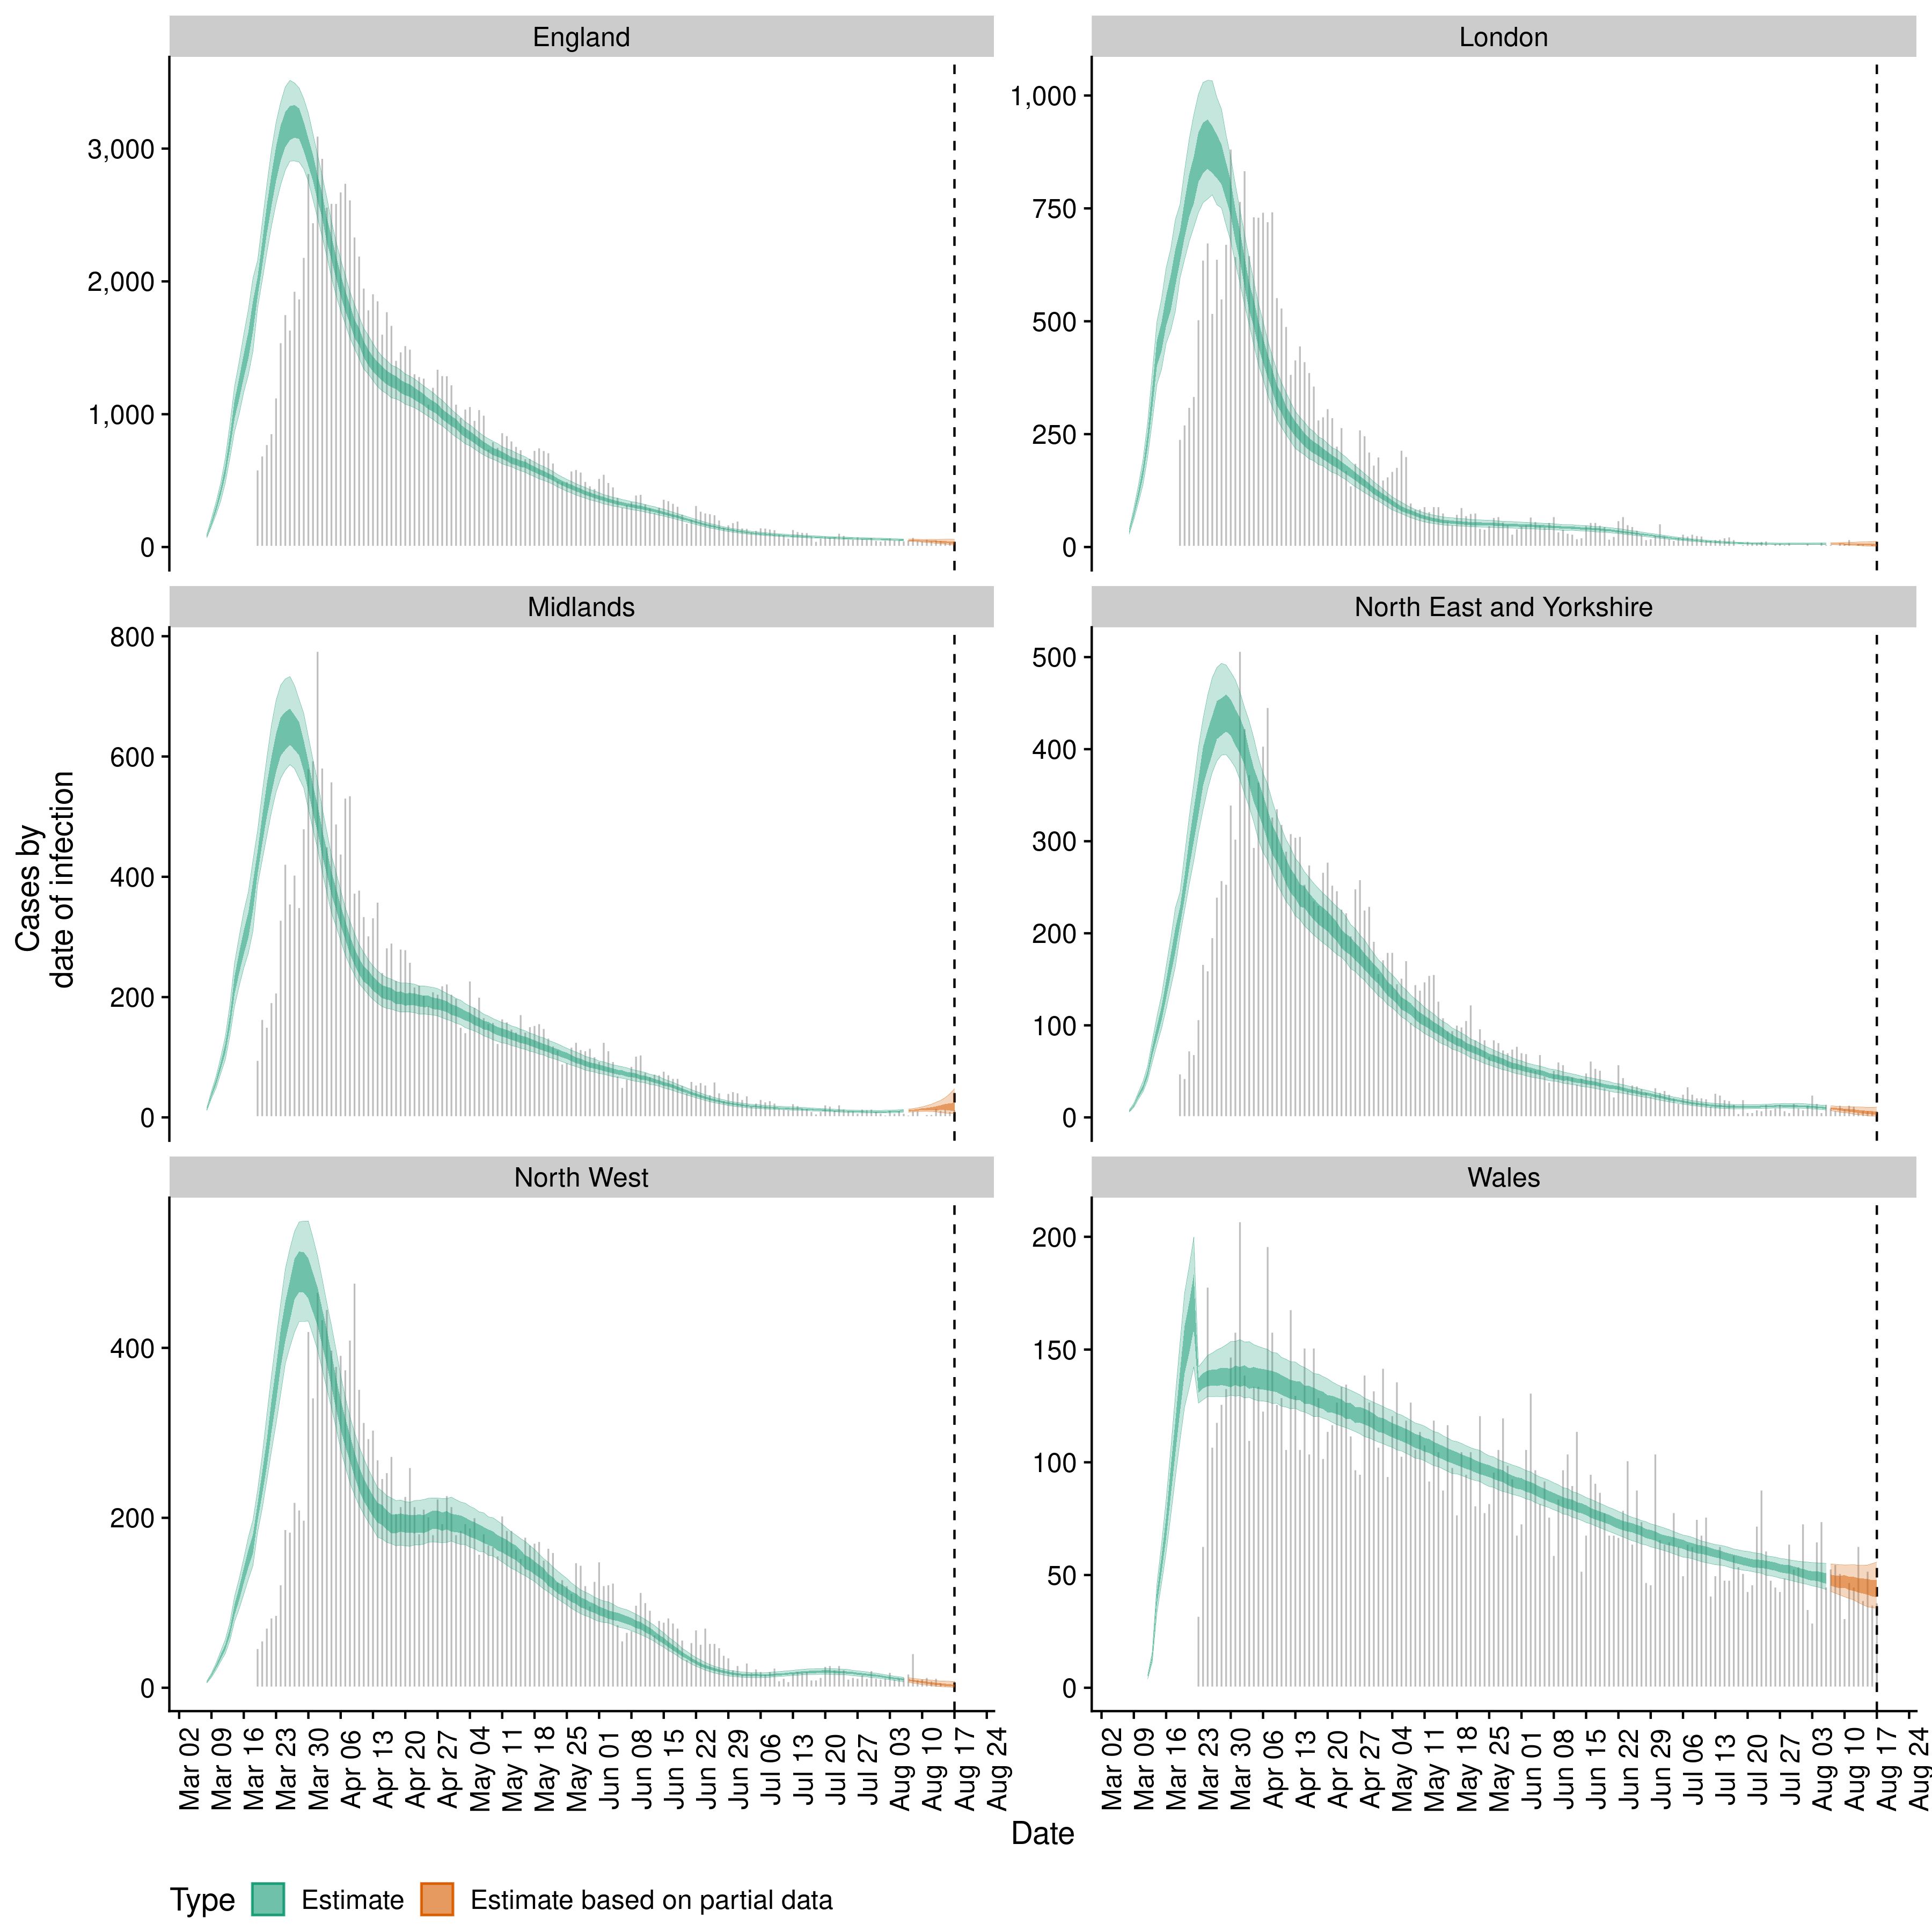 England
London
3,000
2,000
1,000
0
1,000
750
500
250
0
Midlands
North East and Yorkshire
800
600
400
200
0
500
400
300
200
100
0
North West
Wales
400
200
0
200
150
100
50
0
Cases by
date of infection
Mar 02
Mar 09
Mar 16
Mar 23
Mar 30
Apr 06
Apr 13
Apr 20
Apr 27
May 04
May 11
May 18
May 25
Jun 01
Jun 08
Jun 15
Jun 22
Jun 29
Jul 06
Jul 13
Jul 20
Jul 27
Aug 03
Aug 10
Aug 17
Aug 24
Mar 02
Mar 09
Mar 16
Mar 23
Mar 30
Apr 06
Apr 13
Apr 20
Apr 27
May 04
May 11
May 18
May 25
Jun 01
Jun 08
Jun 15
Jun 22
Jun 29
Jul 06
Jul 13
Jul 20
Jul 27
Aug 03
Aug 10
Aug 17
Aug 24
Date
Type Estimate Estimate based on partial data